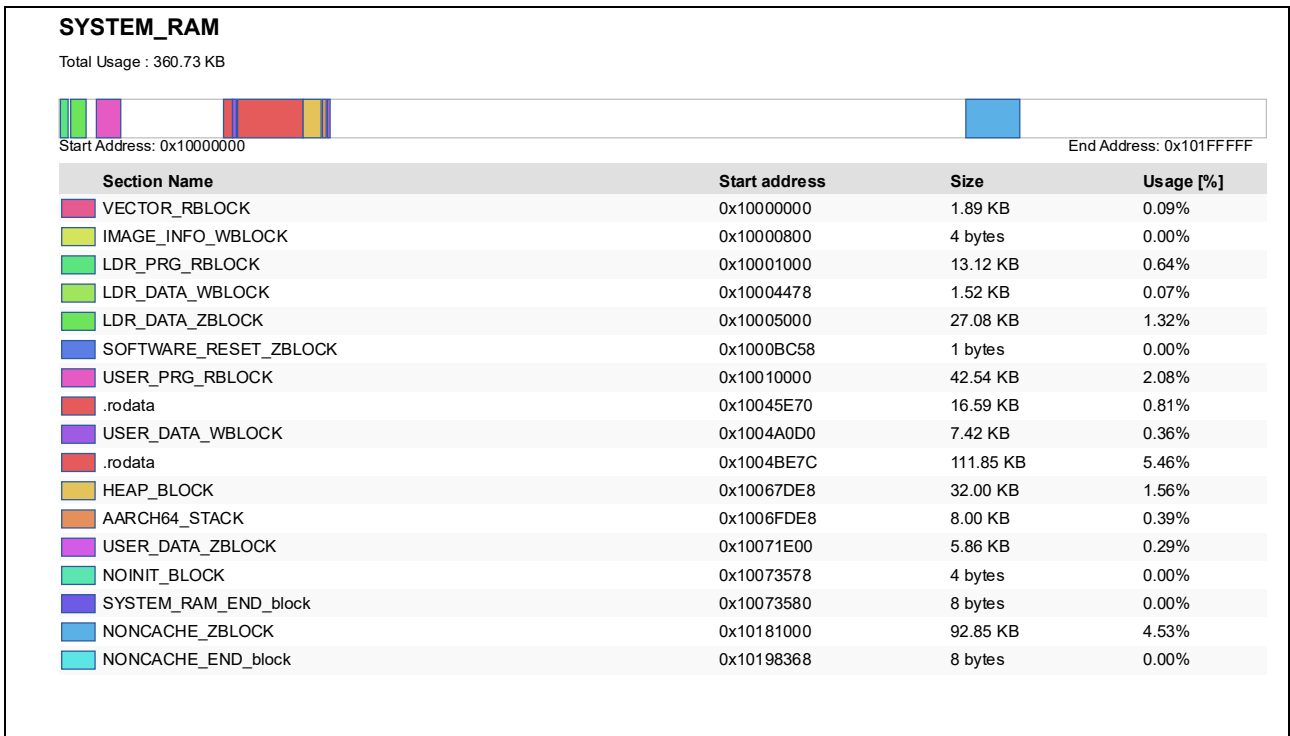 SYSTEM_RAM
Total Usage : 360.73 KB
Start Address: 0x10000000 End Address: 0x101FFFFF
Section Name Start address Size Usage [%]
VECTOR_RBLOCK 0x10000000 1.89 KB 0.09%
IMAGE_INFO_WBLOCK 0x10000800 4 bytes 0.00%
LDR_PRG_RBLOCK 0x10001000 13.12 KB 0.64%
LDR_DATA_WBLOCK 0x10004478 1.52 KB 0.07%
LDR_DATA_ZBLOCK 0x10005000 27.08 KB 1.32%
SOFTWARE_RESET_ZBLOCK 0x1000BC58 1 bytes 0.00%
USER_PRG_RBLOCK 0x10010000 42.54 KB 2.08%
.rodata 0x10045E70 16.59 KB 0.81%
USER_DATA_WBLOCK 0x1004A0D0 7.42 KB 0.36%
.rodata 0x1004BE7C 111.85 KB 5.46%
HEAP_BLOCK 0x10067DE8 32.00 KB 1.56%
AARCH64_STACK 0x1006FDE8 8.00 KB 0.39%
USER_DATA_ZBLOCK 0x10071E00 5.86 KB 0.29%
NOINIT_BLOCK 0x10073578 4 bytes 0.00%
SYSTEM_RAM_END_block 0x10073580 8 bytes 0.00%
NONCACHE_ZBLOCK 0x10181000 92.85 KB 4.53%
NONCACHE_END_block 0x10198368 8 bytes 0.00%